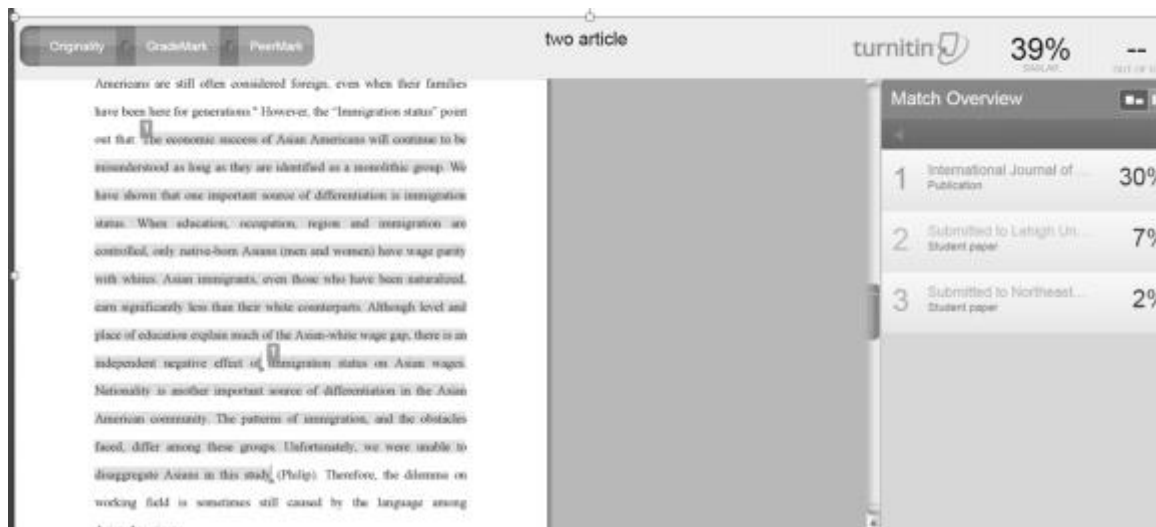 Originality GradeMark PeerMark
two article
turnitin
39%
SIMILAR
--
OUT OF
Americans are still often considered foreign, even when their families
have been here for generations." However, the "Immigration status" point
out that: The economic success of Asian Americans will continue to be
misunderstood as long as they are identified as a monolithic group. We
have shown that one important source of differentiation is immigration
status. When education, occupation, region and immigration are
controlled, only native-born Asians (men and women) have wage parity
with whites. Asian immigrants, even those who have been naturalized,
earn significantly less than their white counterparts. Although level and
place of education explain much of the Asian-white wage gap, there is an
independent negative effect of immigration status on Asian wages.
Nationality is another important source of differentiation in the Asian
American community. The patterns of immigration, and the obstacles
faced, differ among these groups. Unfortunately, we were unable to
disaggregate Asians in this study (Philip). Therefore, the dilemma on
working field is sometimes still caused by the language among
Match Overview
1 International Journal of ...
Publication
30%
2 Submitted to Lehigh Un...
Student paper
7%
3 Submitted to Northeast...
Student paper
2%